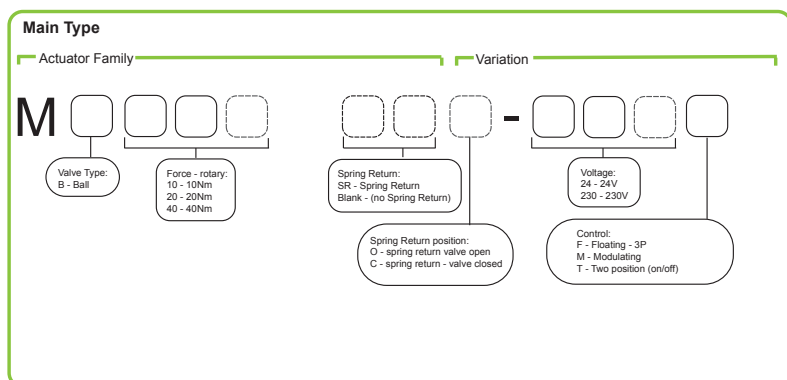 Main Type
Actuator Family
Variation
M
-
Valve Type:
B - Ball
Force - rotary:
10 - 10Nm
20 - 20Nm
40 - 40Nm
Spring Return:
SR - Spring Return
Blank - (no Spring Return)
Voltage:
24 - 24V
230 - 230V
Spring Return position:
O - spring return valve open
C - spring return - valve closed
Control:
F - Floating - 3P
M - Modulating
T - Two position (on/off)